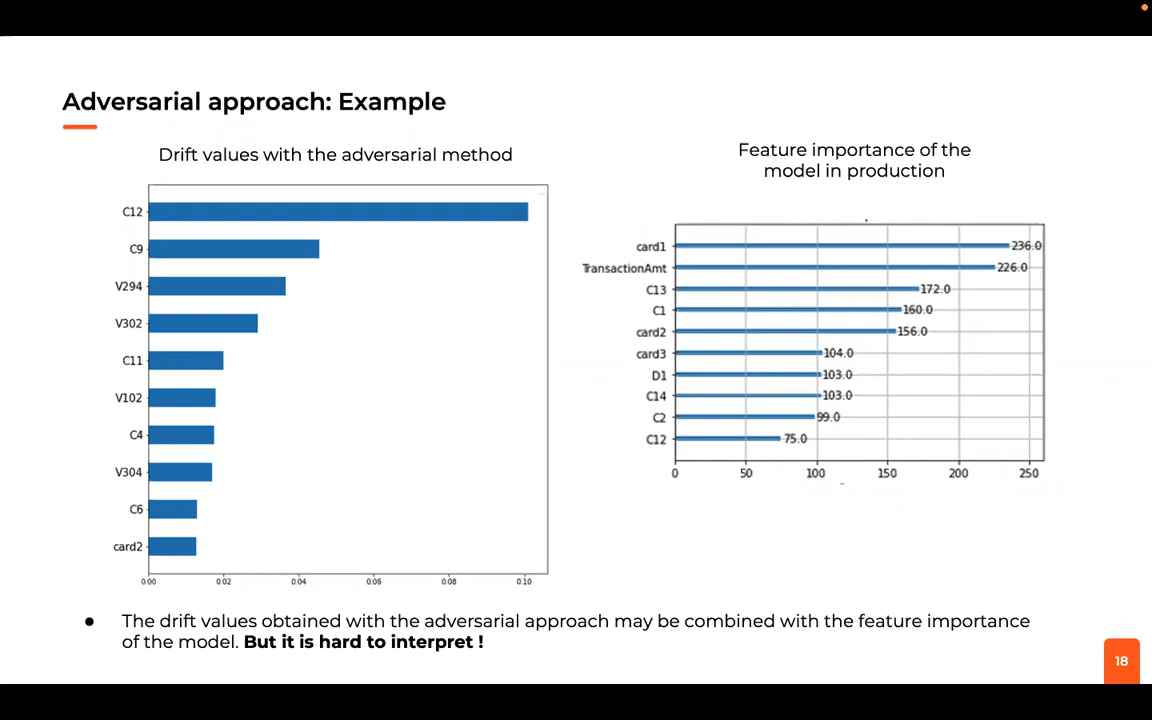 Adversarial approach: Example
Drift values with the adversarial method
C12
C9
V294
V302
C11
V102
C4
V304
C6
card2
0.00 0.02 0.04 0.06 0.08 0.10
Feature importance of the
model in production
card1 236.0
TransactionAmt 226.0
C13 172.0
C1 160.0
card2 156.0
card3 104.0
D1 103.0
C14 103.0
C2 99.0
C12 75.0
0 50 100 150 200 250
● The drift values obtained with the adversarial approach may be combined with the feature importance
of the model. But it is hard to interpret !
18